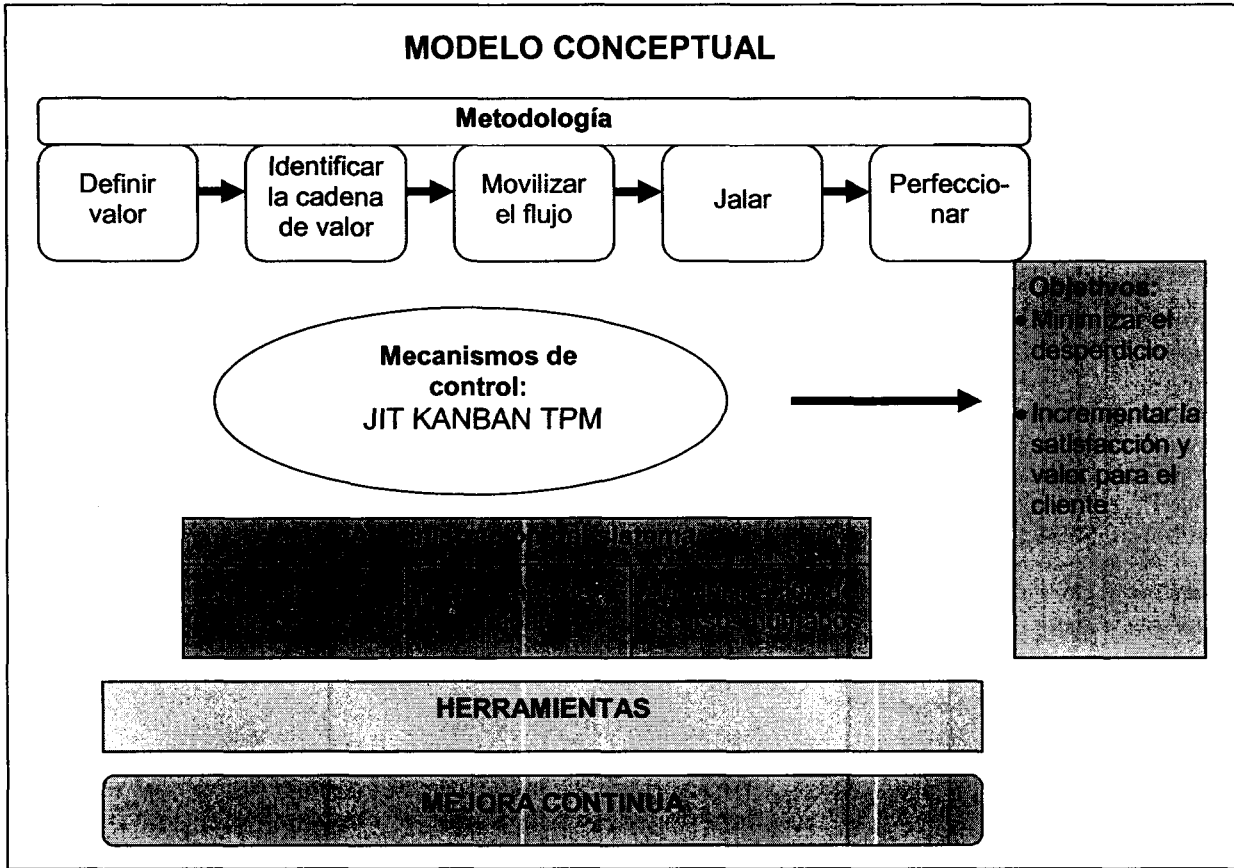 MODELO CONCEPTUAL
Metodología
Definir
valor
Identificar
la cadena
de valor
Movilizar
el flujo
Jalar
Perfeccio-
nar
Objetivos:
• Minimizar el
desperdicio
• Incrementar la
satisfacción y
valor para el
cliente
Mecanismos de
control:
JIT KANBAN TPM
HERRAMIENTAS
MEJORA CONTINUA